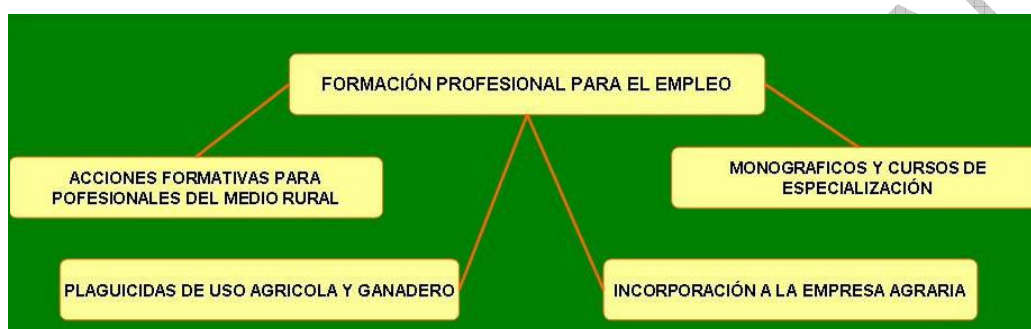 FORMACIÓN PROFESIONAL PARA EL EMPLEO
ACCIONES FORMATIVAS PARA
POFESIONALES DEL MEDIO RURAL
MONOGRAFICOS Y CURSOS DE
ESPECIALIZACIÓN
PLAGUICIDAS DE USO AGRICOLA Y GANADERO
INCORPORACIÓN A LA EMPRESA AGRARIA